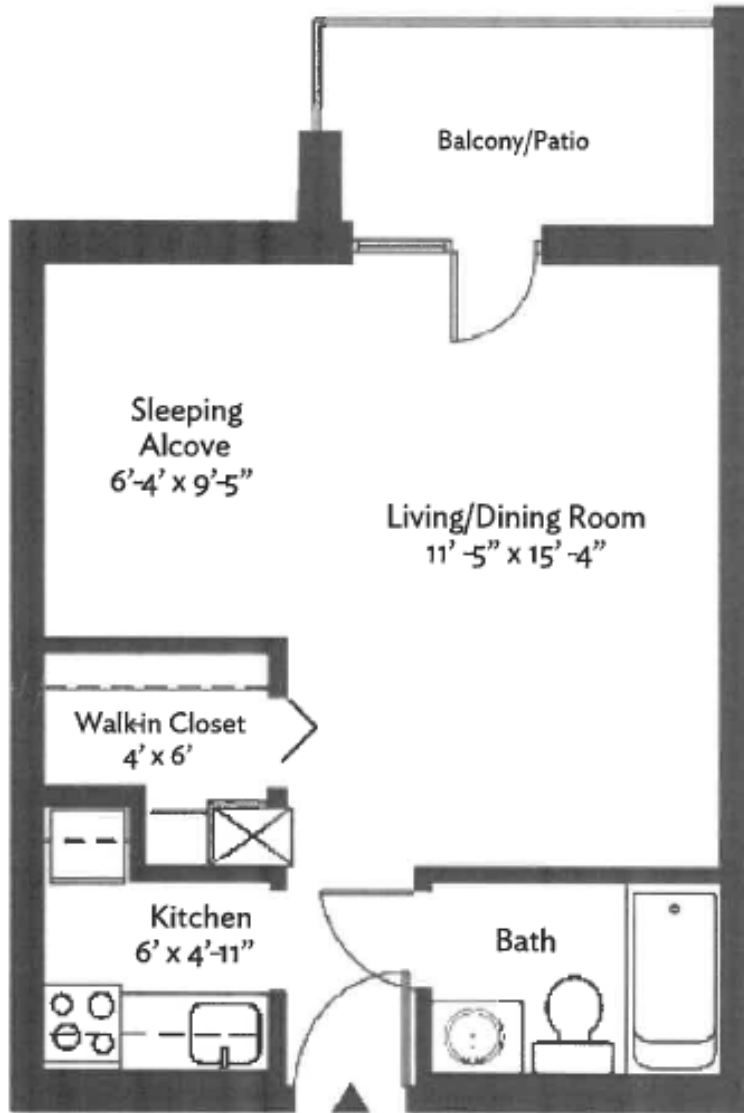 Balcony/Patio
Sleeping
Alcove
6’-4’ x 9’-5”
Living/Dining Room
11’ -5” x 15’ -4”
Walk-in Closet
4’ x 6’
Kitchen
6’ x 4’-11”
Bath